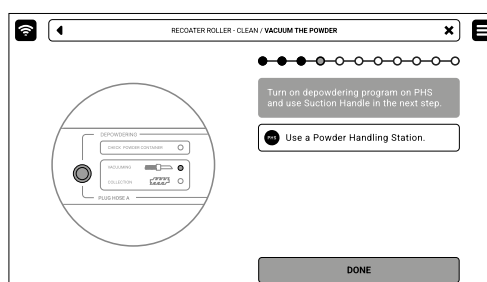 RECOATER ROLLER - CLEAN / VACUUM THE POWDER
Turn on depowdering program on PHS
and use Suction Handle in the next step.
PHS Use a Powder Handling Station.
DEPOWDERING
CHECK POWDER CONTAINER
VACUUMING
COLLECTION
PLUG HOSE A
DONE